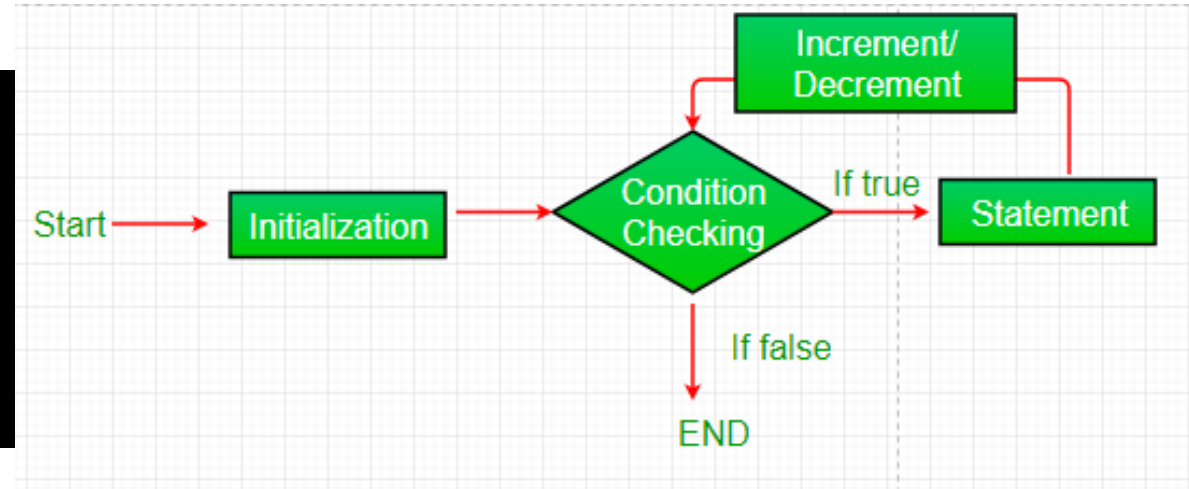 Increment/
Decrement
Start
Initialization
Condition
Checking
If true
Statement
If false
END